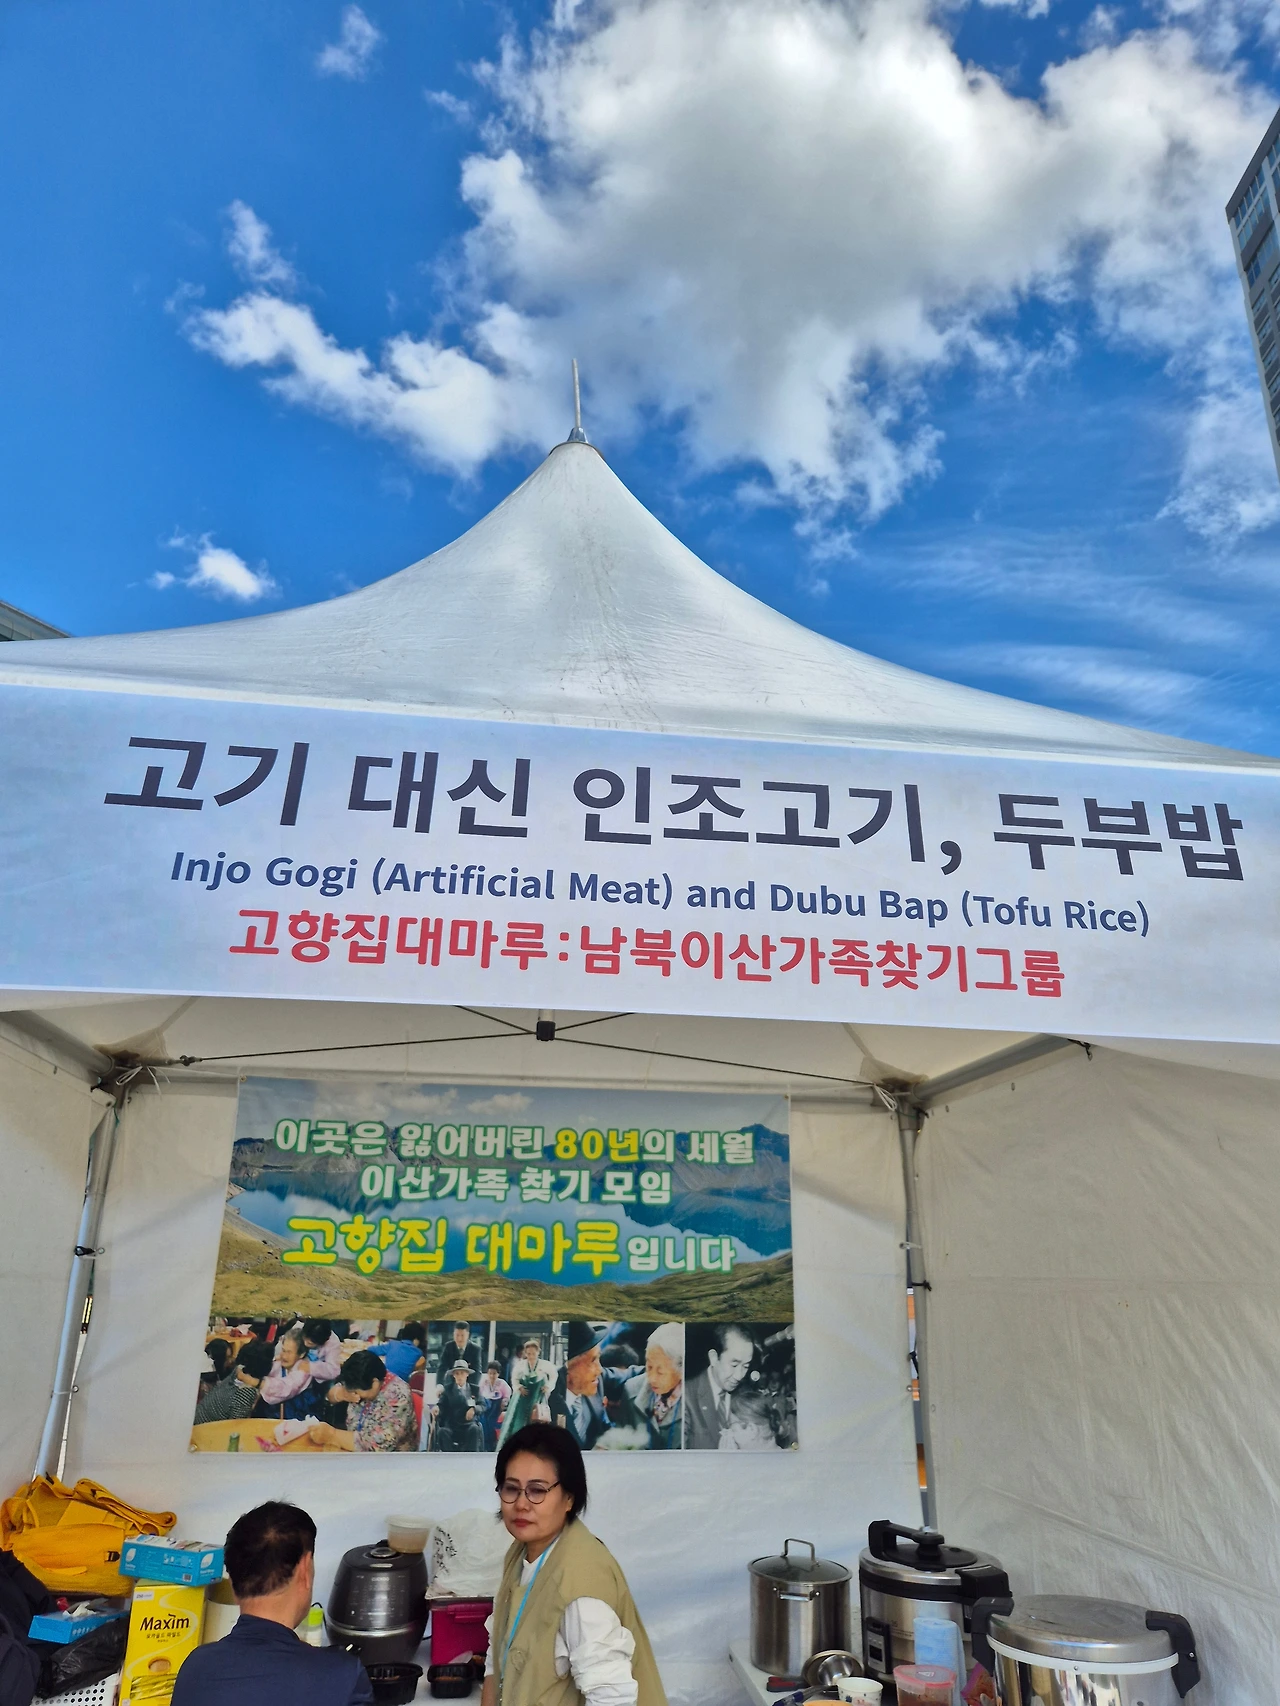 고기 대신 인조고기, 두부밥
Injo Gogi (Artificial Meat) and Dubu Bap (Tofu Rice)
고향집대마루:남북이산가족찾기그룹
이곳은 잃어버린 80년의 세월
이산가족 찾기 모임
고향집 대마루입니다
Maxim